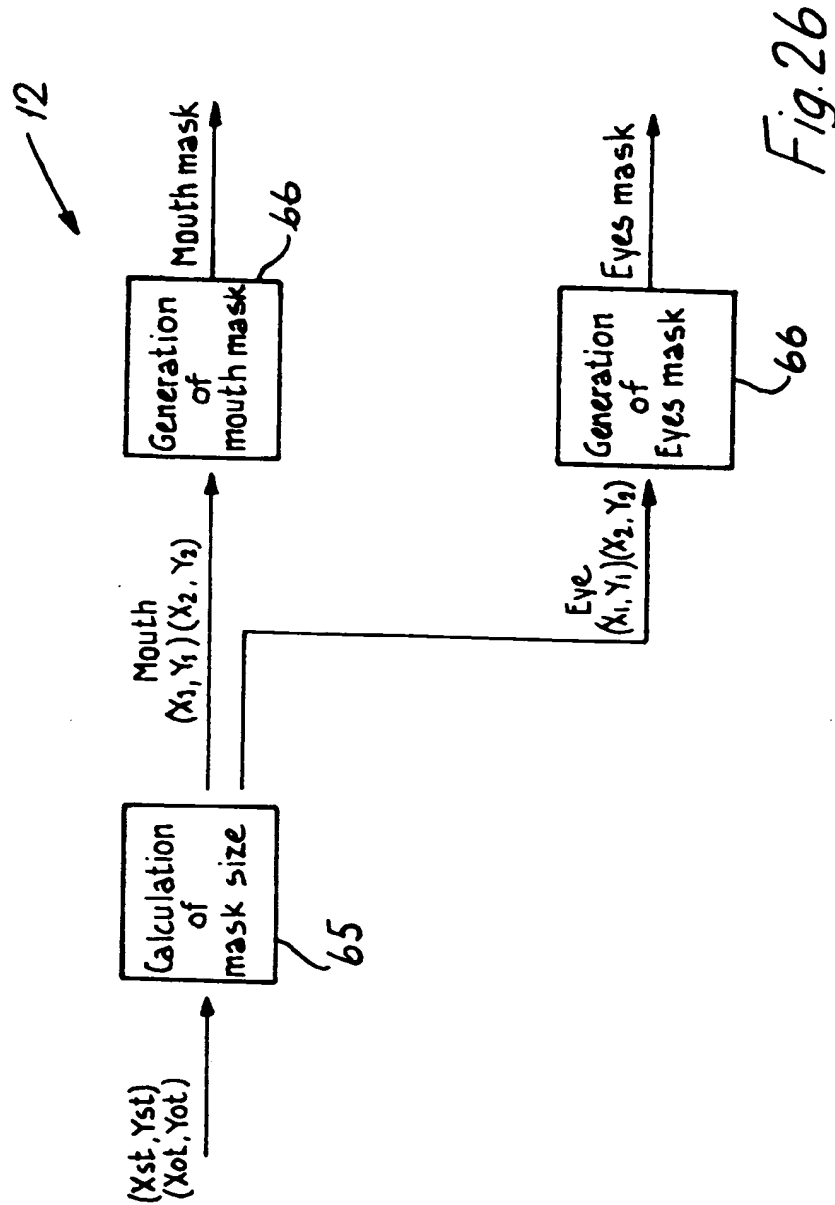 12
(Xst, Yst)
(Xot, Yot)
Calculation
of
mask size
65
Mouth
(X1, Y1)(X2, Y2)
Generation
of
mouth mask
66
Mouth mask
Eye
(X1, Y1)(X2, Y2)
Generation
of
Eyes mask
66
Eyes mask
Fig. 2b